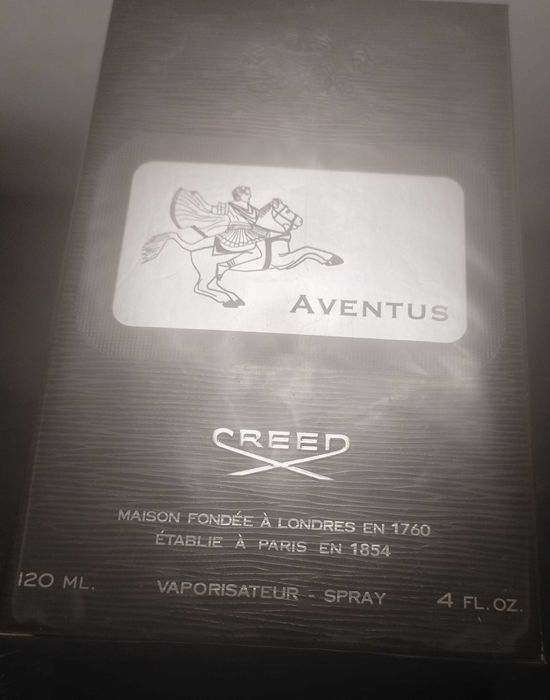 AVENTUS
CREED
MAISON FONDÉE À LONDRES EN 1760
ÉTABLIE À PARIS EN 1854
120 ML. VAPORISATEUR - SPRAY 4 FL. OZ.